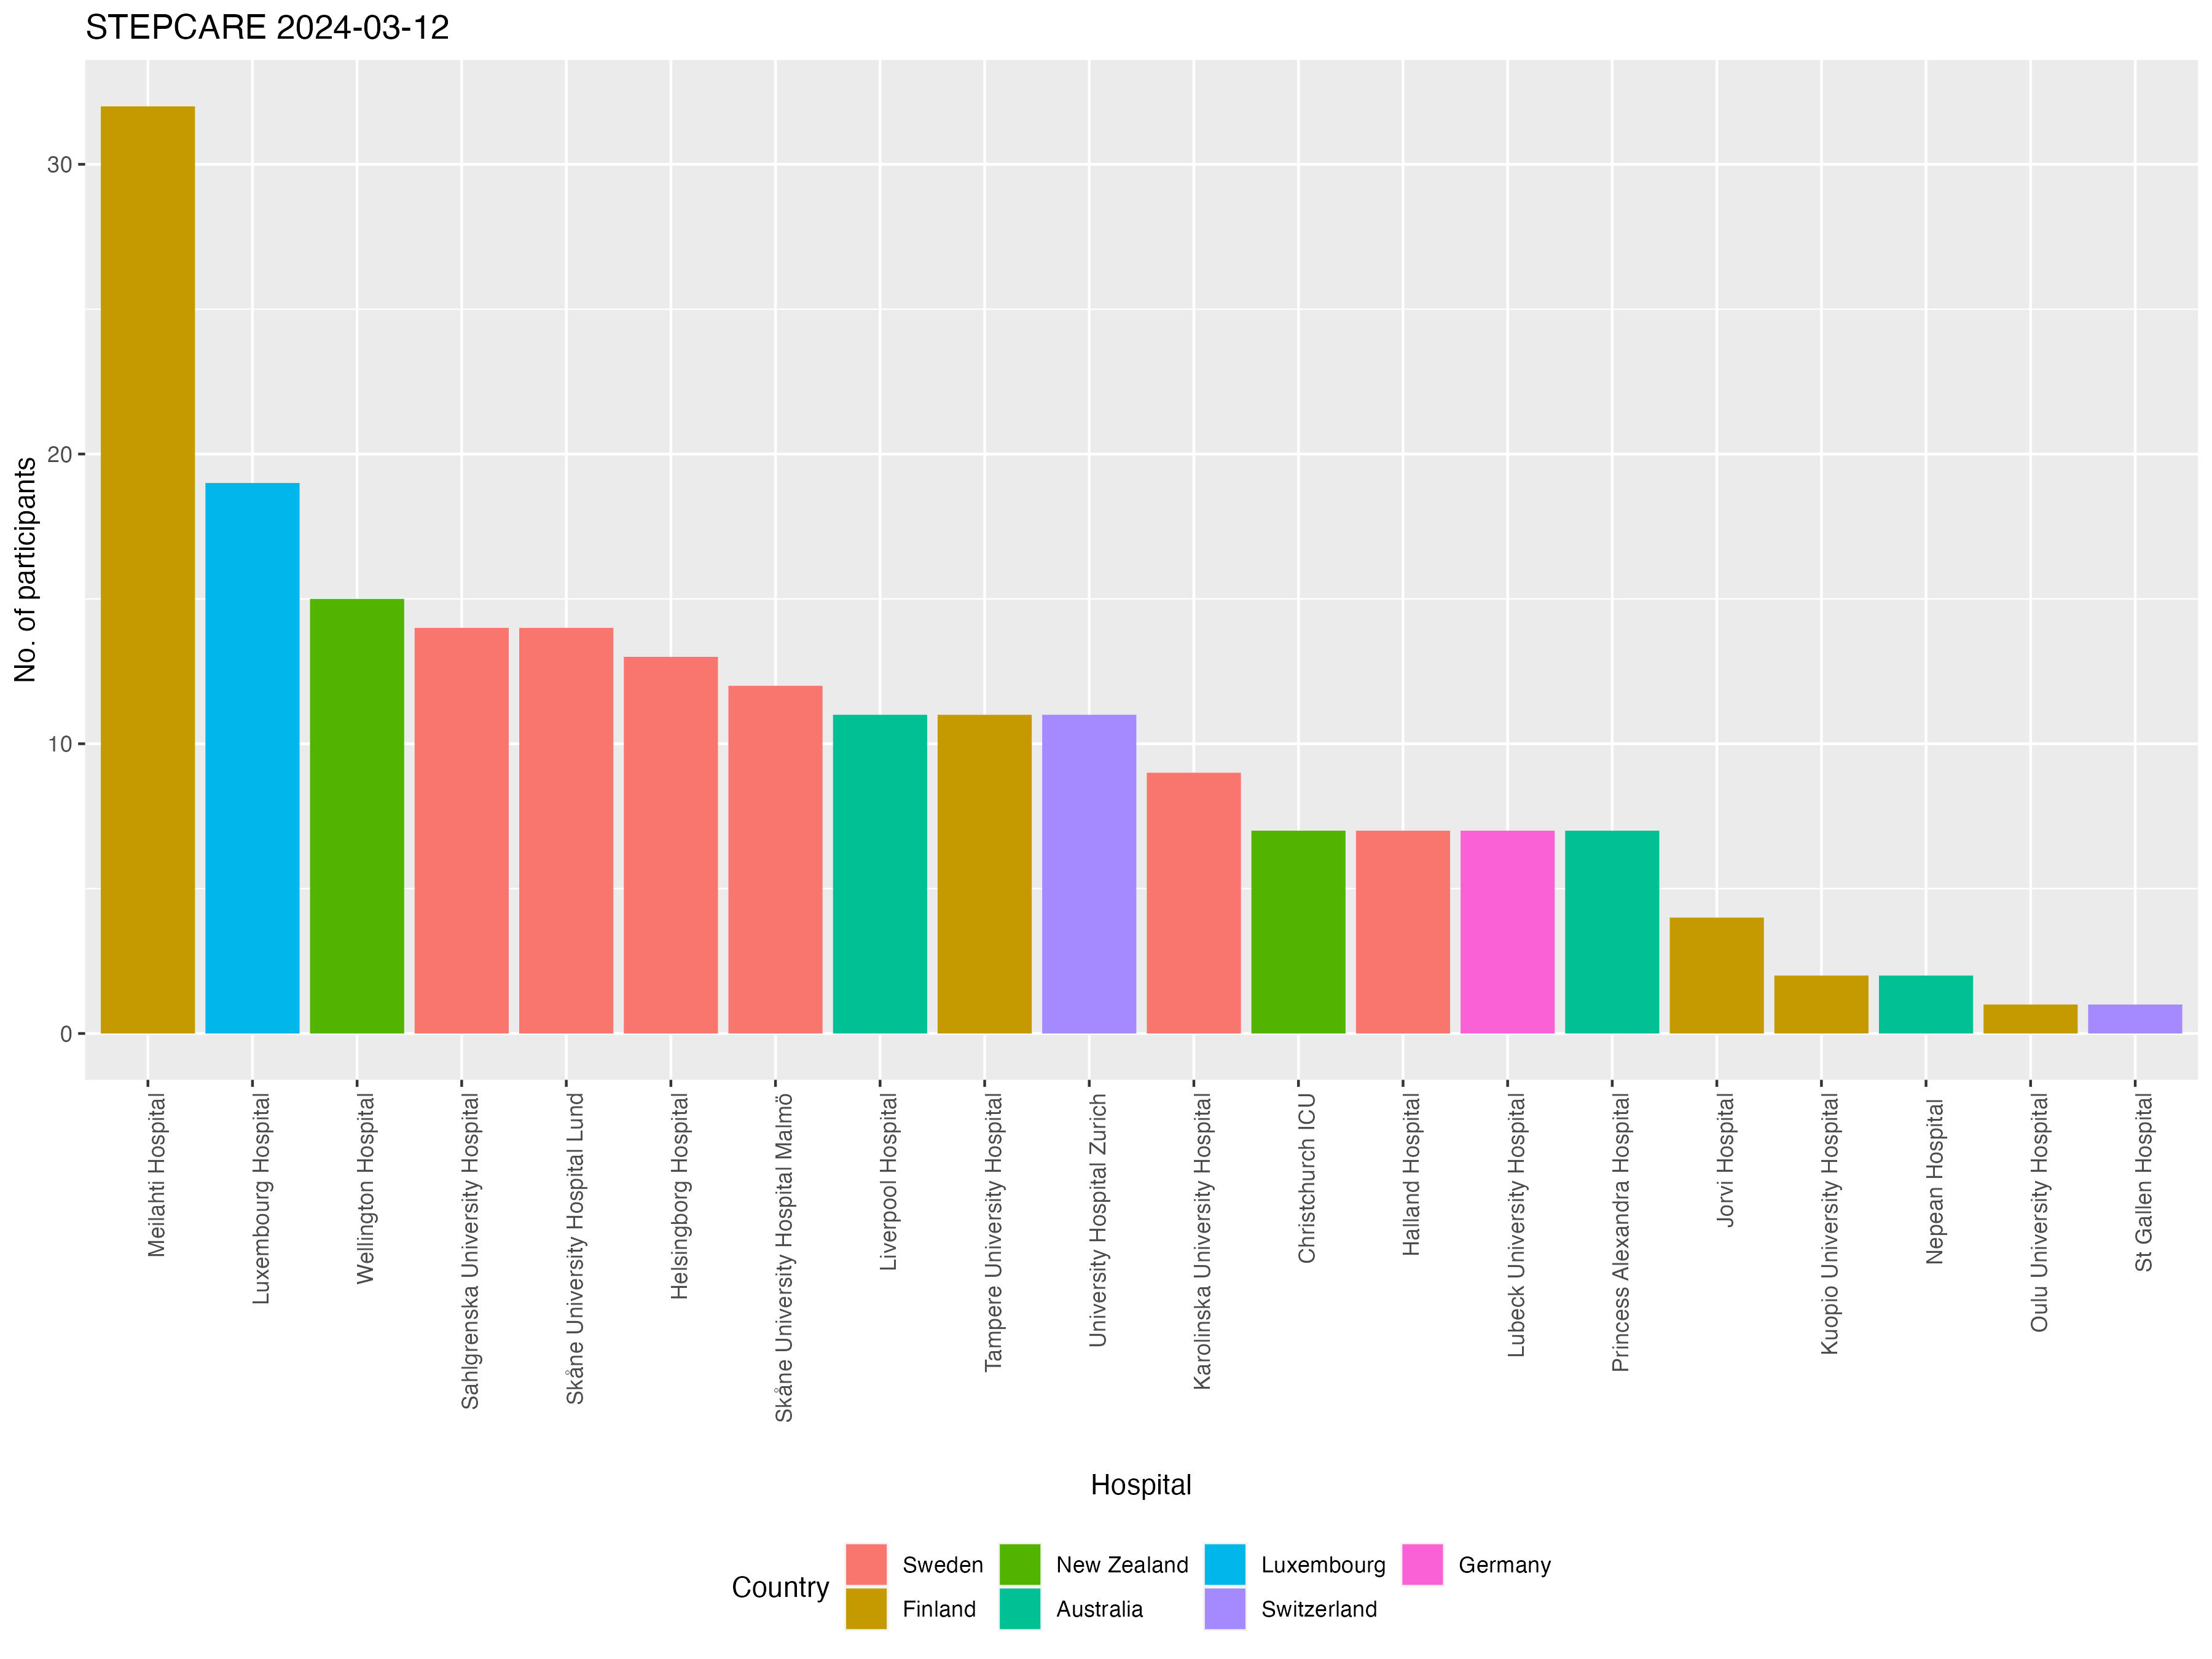 STEPCARE 2024-03-12
No. of participants
30
20
10
0
Meilahti Hospital
Luxembourg Hospital
Wellington Hospital
Sahlgrenska University Hospital
Skåne University Hospital Lund
Helsingborg Hospital
Skåne University Hospital Malmö
Liverpool Hospital
Tampere University Hospital
University Hospital Zurich
Karolinska University Hospital
Christchurch ICU
Halland Hospital
Lubeck University Hospital
Princess Alexandra Hospital
Jorvi Hospital
Kuopio University Hospital
Nepean Hospital
Oulu University Hospital
St Gallen Hospital
Hospital
Country
Sweden
New Zealand
Luxembourg
Germany
Finland
Australia
Switzerland